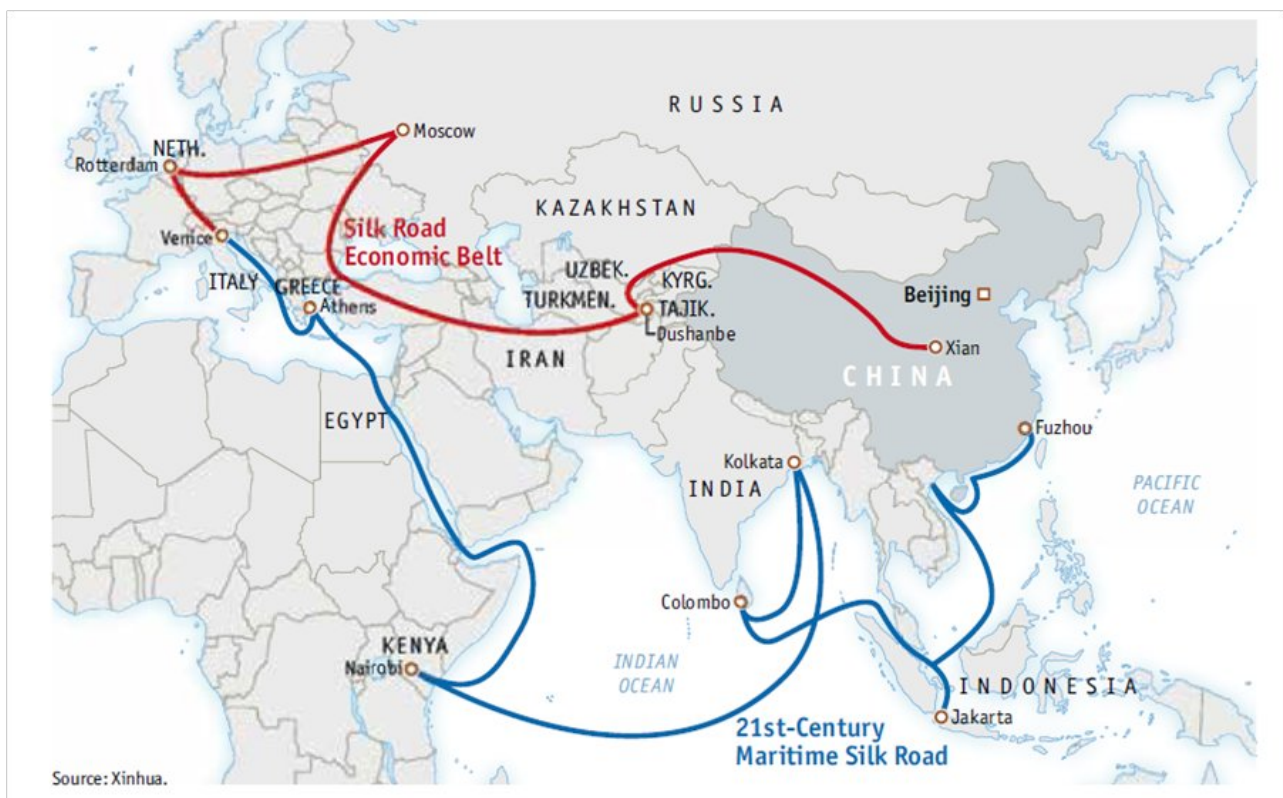 RUSSIA
Moscow
NETH.
Rotterdam
KAZAKHSTAN
Silk Road
Economic Belt
Venice
UZBEK.
KYRG.
ITALY
GREECE
Athens
TURKMEN.
TAJIK.
Dushanbe
Beijing
IRAN
Xian
CHINA
EGYPT
Fuzhou
Kolkata
INDIA
PACIFIC
OCEAN
Colombo
KENYA
Nairobi
INDIAN
OCEAN
INDONESIA
Jakarta
21st-Century
Maritime Silk Road
Source: Xinhua.